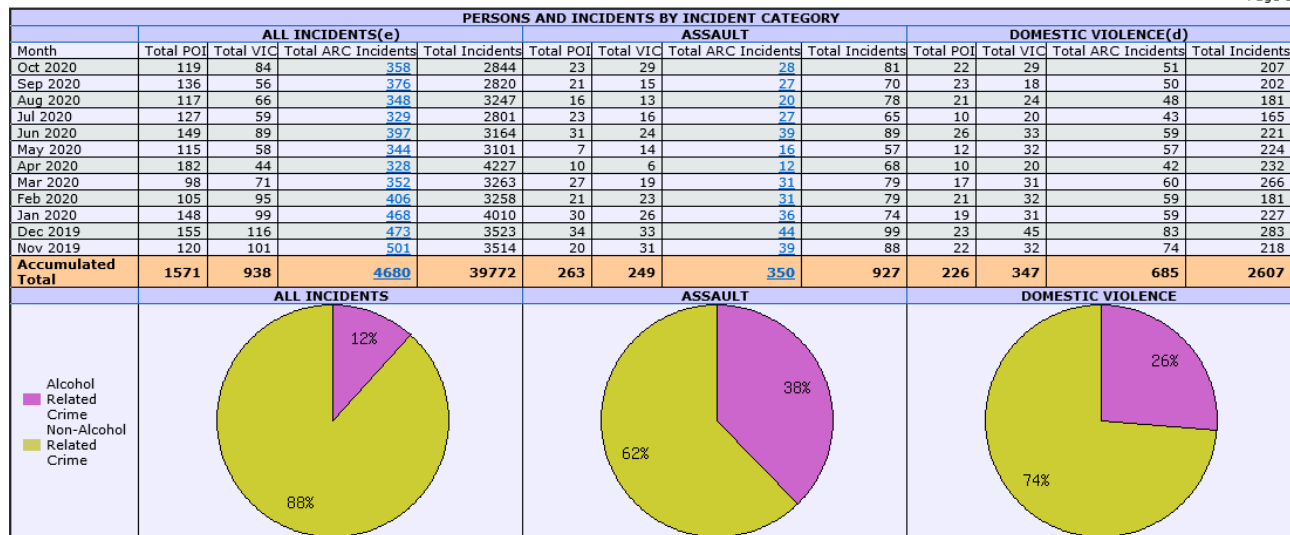 PERSONS AND INCIDENTS BY INCIDENT CATEGORY
ALL INCIDENTS(e) ASSAULT DOMESTIC VIOLENCE(d)
Month Total POI Total VIC Total ARC Incidents Total Incidents Total POI Total VIC Total ARC Incidents Total Incidents Total POI Total VIC Total ARC Incidents Total Incidents
Oct 2020 119 84 358 2844 23 29 28 81 22 29 51 207
Sep 2020 136 56 376 2820 21 15 27 70 23 18 50 202
Aug 2020 117 66 348 3247 16 13 20 78 21 24 48 181
Jul 2020 127 59 329 2801 23 16 27 65 10 20 43 165
Jun 2020 149 89 397 3164 31 24 39 89 26 33 59 221
May 2020 115 58 344 3101 7 14 16 57 12 32 57 224
Apr 2020 182 44 328 4227 10 6 12 68 10 20 42 232
Mar 2020 98 71 352 3263 27 19 31 79 17 31 60 266
Feb 2020 105 95 406 3258 21 23 31 79 21 32 59 181
Jan 2020 148 99 468 4010 30 26 36 74 19 31 59 227
Dec 2019 155 116 473 3523 34 33 44 99 23 45 83 283
Nov 2019 120 101 501 3514 20 31 39 88 22 32 74 218
Accumulated
Total 1571 938 4680 39772 263 249 350 927 226 347 685 2607
ALL INCIDENTS ASSAULT DOMESTIC VIOLENCE
Alcohol
Related
Crime
Non-Alcohol
Related
Crime
12%
88%
38%
62%
26%
74%